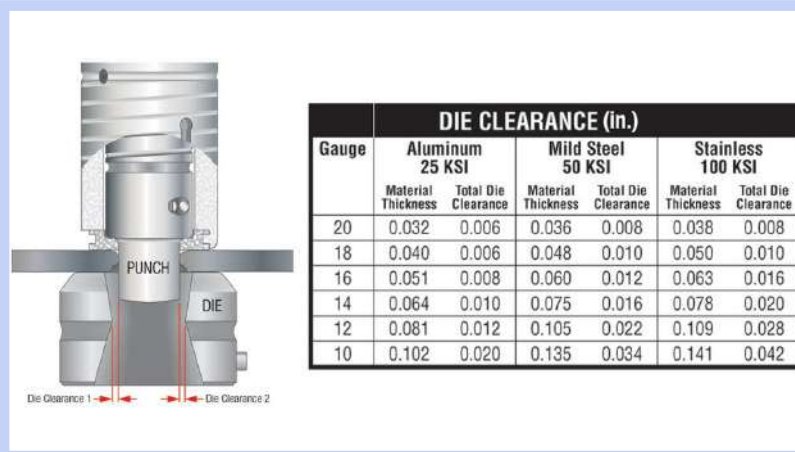 PUNCH
DIE
Die Clearance 1
Die Clearance 2
DIE CLEARANCE (in.)
Gauge Aluminum 25 KSI Mild Steel 50 KSI Stainless 100 KSI
Material Thickness Total Die Clearance Material Thickness Total Die Clearance Material Thickness Total Die Clearance
20 0.032 0.006 0.036 0.008 0.038 0.008
18 0.040 0.006 0.048 0.010 0.050 0.010
16 0.051 0.008 0.060 0.012 0.063 0.016
14 0.064 0.010 0.075 0.016 0.078 0.020
12 0.081 0.012 0.105 0.022 0.109 0.028
10 0.102 0.020 0.135 0.034 0.141 0.042